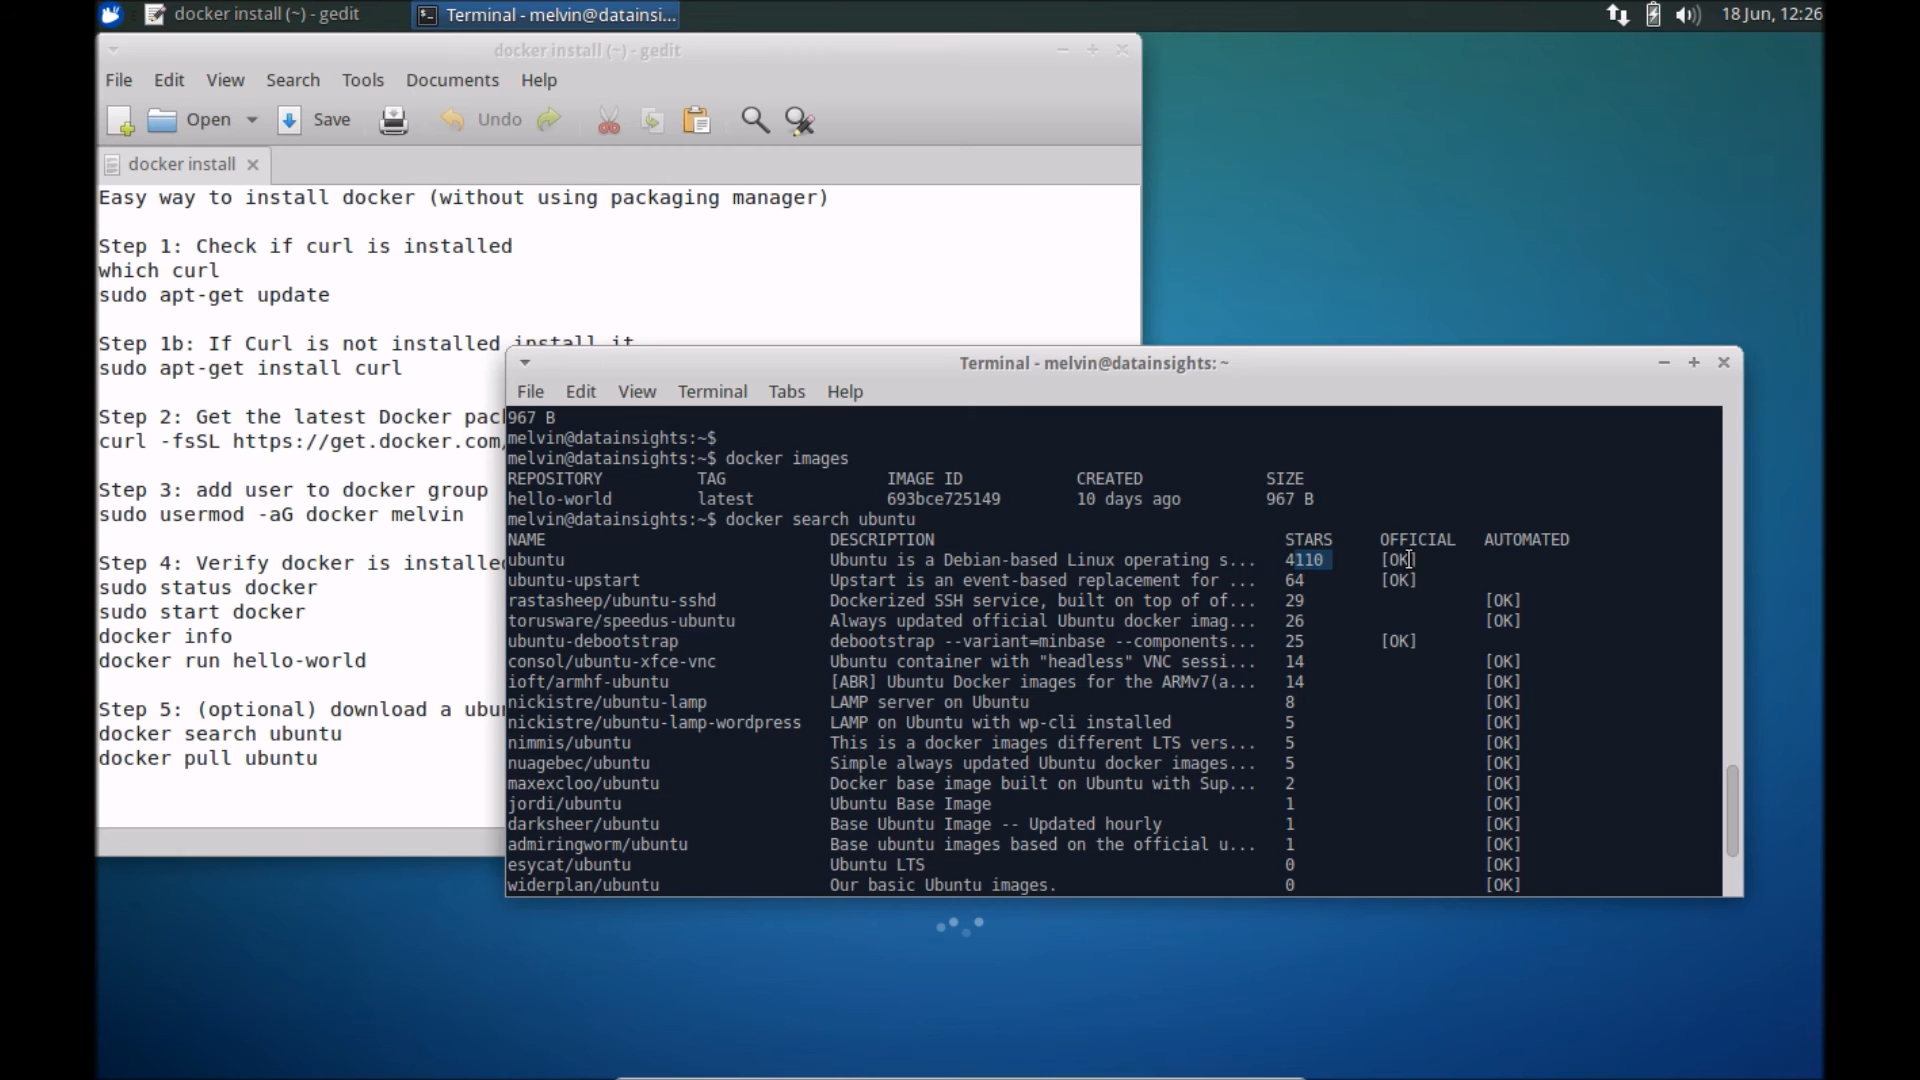 docker install (~) - gedit
Terminal - melvin@datainsi...
18 Jun, 12:26
docker install (~) - gedit
File Edit View Search Tools Documents Help
Open Save Undo
docker install
Easy way to install docker (without using packaging manager)
Step 1: Check if curl is installed
which curl
sudo apt-get update
Step 1b: If Curl is not installed install it
sudo apt-get install curl
Step 2: Get the latest Docker pac
curl -fsSL https://get.docker.com/
Step 3: add user to docker group
sudo usermod -aG docker melvin
Step 4: Verify docker is installed
sudo status docker
sudo start docker
docker info
docker run hello-world
Step 5: (optional) download a ubu
docker search ubuntu
docker pull ubuntu
Terminal - melvin@datainsights: ~
File Edit View Terminal Tabs Help
967 B
melvin@datainsights:~$
melvin@datainsights:~$ docker images
REPOSITORY TAG IMAGE ID CREATED SIZE
hello-world latest 693bce725149 10 days ago 967 B
melvin@datainsights:~$ docker search ubuntu
NAME DESCRIPTION STARS OFFICIAL AUTOMATED
ubuntu Ubuntu is a Debian-based Linux operating s... 4110 [OK]
ubuntu-upstart Upstart is an event-based replacement for ... 64 [OK]
rastasheep/ubuntu-sshd Dockerized SSH service, built on top of of... 29 [OK]
torusware/speedus-ubuntu Always updated official Ubuntu docker imag... 26 [OK]
ubuntu-debootstrap debootstrap --variant=minbase --components... 25 [OK]
consol/ubuntu-xfce-vnc Ubuntu container with "headless" VNC sessi... 14 [OK]
ioft/armhf-ubuntu [ABR] Ubuntu Docker images for the ARMv7(a... 14 [OK]
nickistre/ubuntu-lamp LAMP server on Ubuntu 8 [OK]
nickistre/ubuntu-lamp-wordpress LAMP on Ubuntu with wp-cli installed 5 [OK]
nimmis/ubuntu This is a docker images different LTS vers... 5 [OK]
nuagebec/ubuntu Simple always updated Ubuntu docker images... 5 [OK]
maxexcloo/ubuntu Docker base image built on Ubuntu with Sup... 2 [OK]
jordi/ubuntu Ubuntu Base Image 1 [OK]
darksheer/ubuntu Base Ubuntu Image -- Updated hourly 1 [OK]
admiringworm/ubuntu Base ubuntu images based on the official u... 1 [OK]
esycat/ubuntu Ubuntu LTS 0 [OK]
widerplan/ubuntu Our basic Ubuntu images. 0 [OK]